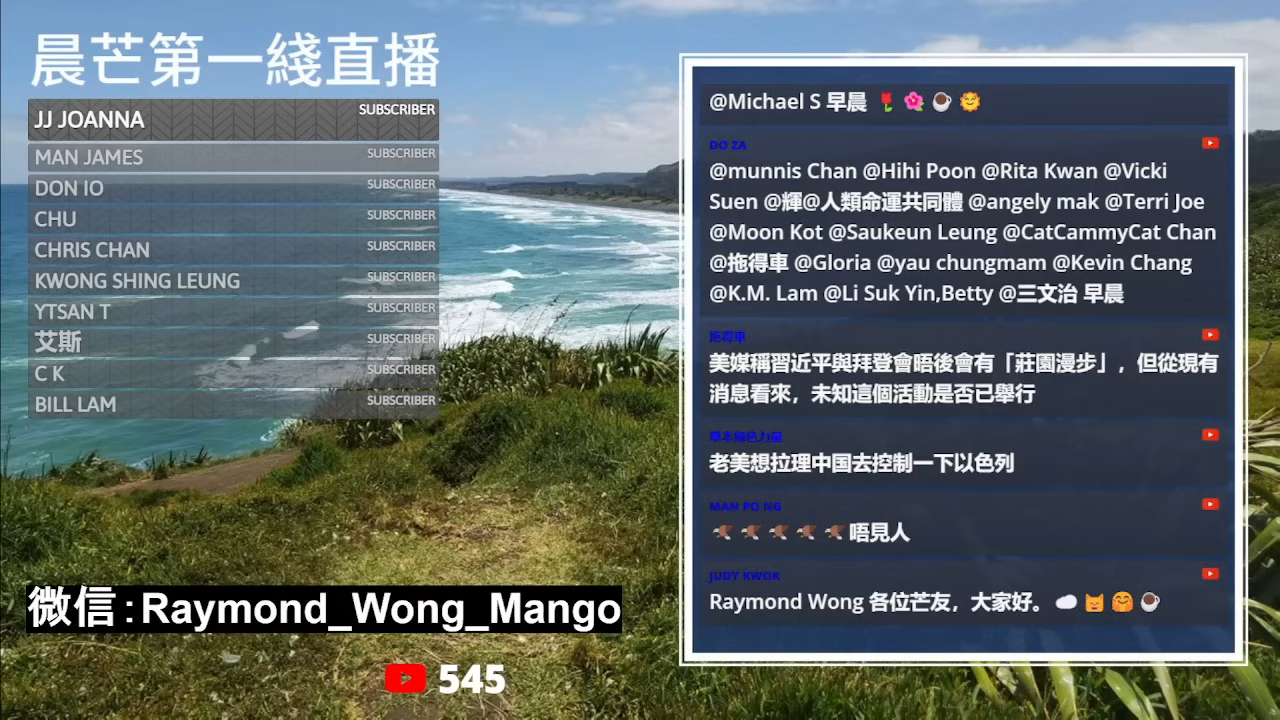 晨芒第一綫直播
JJ JOANNA SUBSCRIBER
MAN JAMES SUBSCRIBER
DON IO SUBSCRIBER
CHU SUBSCRIBER
CHRIS CHAN SUBSCRIBER
KWONG SHING LEUNG SUBSCRIBER
YTSAN T SUBSCRIBER
艾斯 SUBSCRIBER
C K SUBSCRIBER
BILL LAM SUBSCRIBER
微信:Raymond_Wong_Mango
545
@Michael S 早晨 🌷 🌺 ☕ 🌞
DO ZA
@munnis Chan @Hihi Poon @Rita Kwan @Vicki
Suen @輝@人類命運共同體 @angely mak @Terri Joe
@Moon Kot @Saukeun Leung @CatCammyCat Chan
@拖得車 @Gloria @yau chungmam @Kevin Chang
@K.M. Lam @Li Suk Yin,Betty @三文治 早晨
拖得車
美媒稱習近平與拜登會晤後會有「莊園漫步」，但從現有
消息看來，未知這個活動是否已舉行
草本绿色力量
老美想拉理中国去控制一下以色列
MAN PO NG
唔見人
JUDY KWOK
Raymond Wong 各位芒友，大家好。☁️ 😺 🤗 ☕